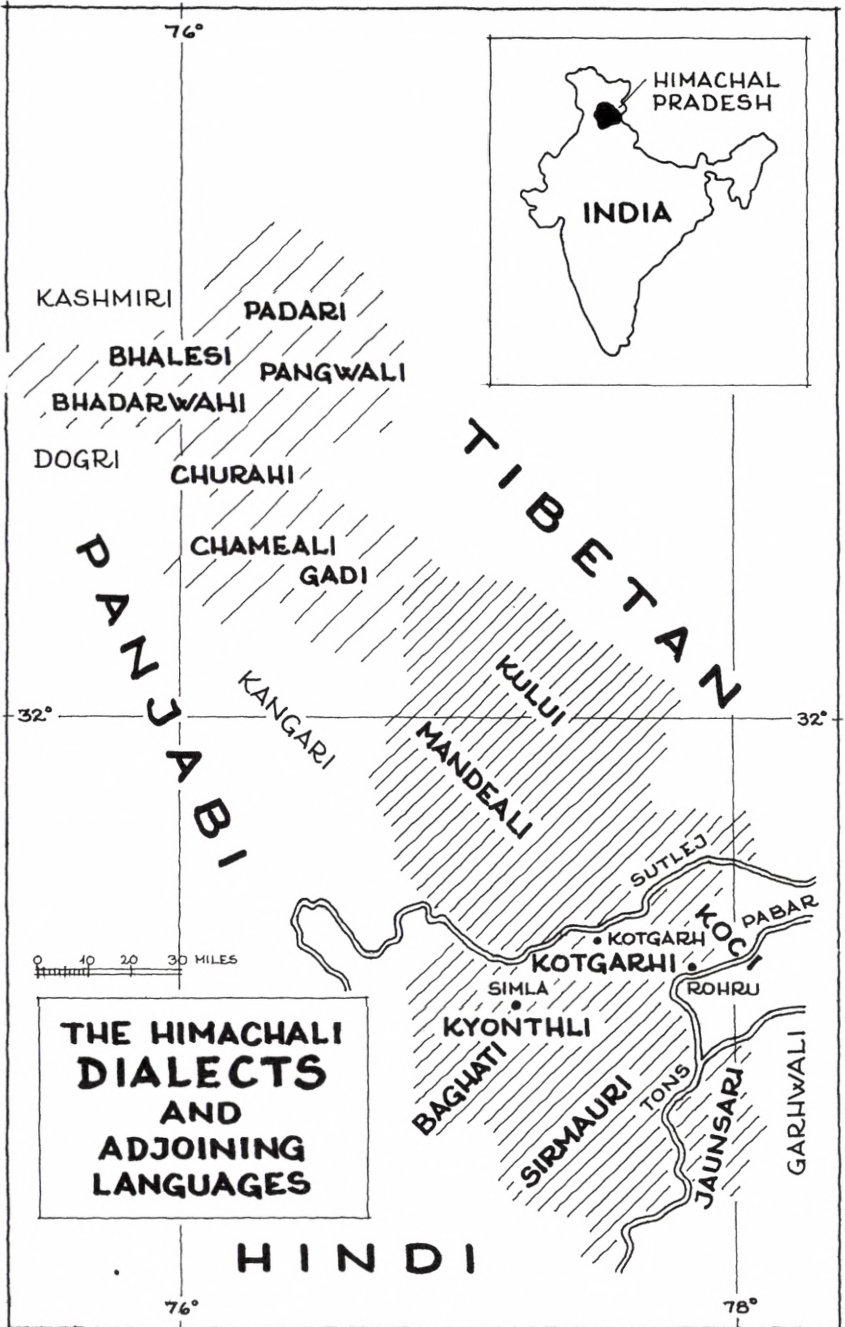 76°
HIMACHAL
PRADESH
INDIA
KASHMIRI
PADARI
BHALESI
PANGWALI
BHADARWAHI
DOGRI
CHURAHI
TIBETAN
CHAMEALI
GADI
PANJABI
KULUI
KANGARI
32°
32°
MANDEALI
SUTLEJ
PABAR
KOCI
KOTGARH
KOTGARHI
0 10 20 30 MILES
SIMLA
ROHRU
KYONTHLI
BAGHATI
SIRMAURI
TONS
JAUNSARI
GARHWALI
THE HIMACHALI
DIALECTS
AND
ADJOINING
LANGUAGES
HINDI
76°
78°